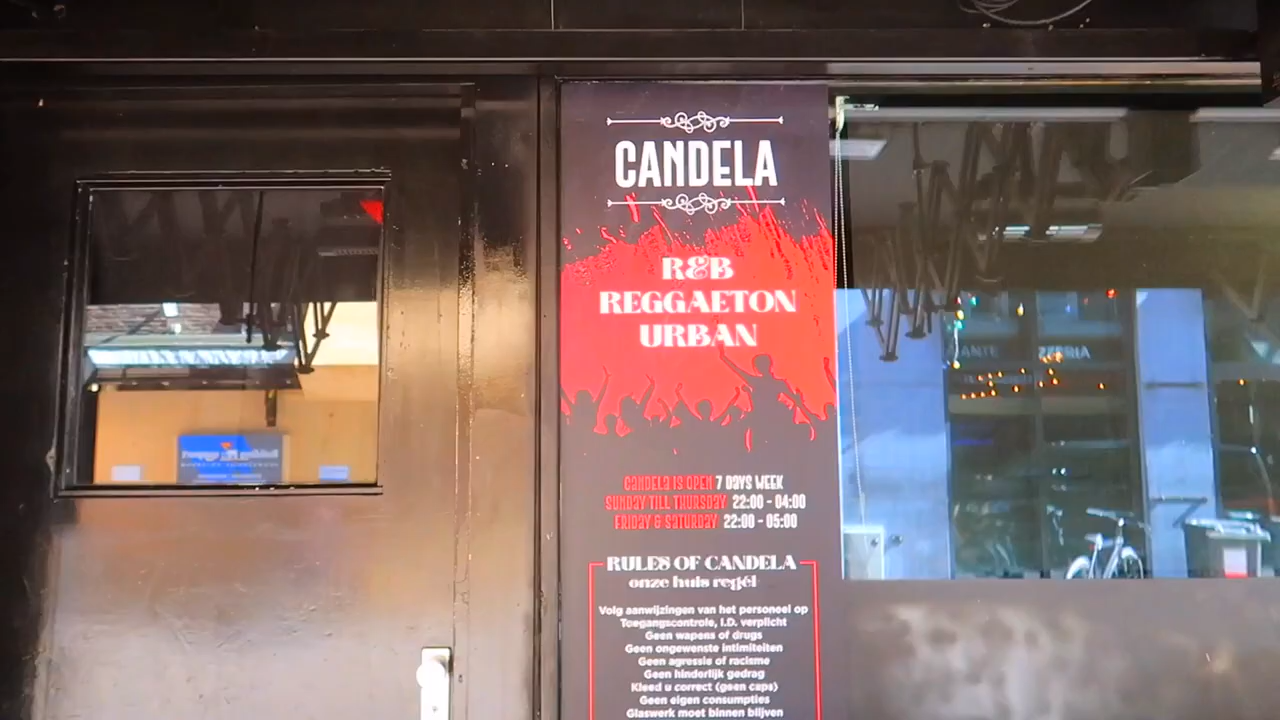 CANDELA
R&B
REGGAETON
URBAN
CANDELA IS OPEN 7 DAYS WEEK
SUNDAY TILL THURSDAY 22:00 - 04:00
FRIDAY & SATURDAY 22:00 - 05:00
RULES OF CANDELA
onze huis regél
Volg aanwijzingen van het personeel op
Toegangscontrole, I.D. verplicht
Geen wapens of drugs
Geen ongewenste intimiteiten
Geen agressie of racisme
Geen hinderlijk gedrag
Kleed u correct (geen caps)
Geen eigen consumpties
Glaswerk moet binnen blijven